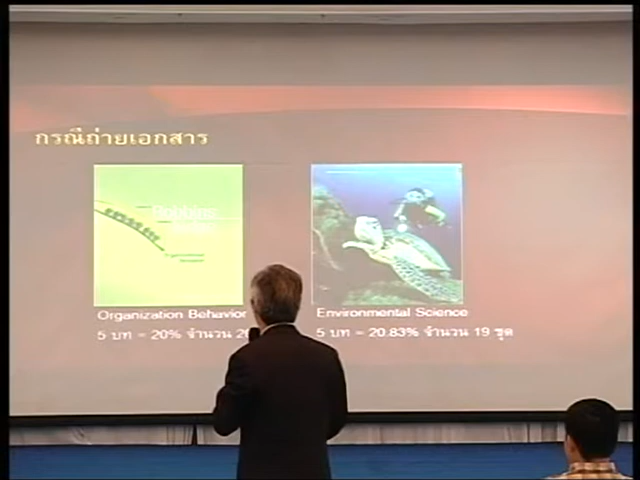 กรณีถ่ายเอกสาร
Robbins
Organization Behavior
5 บท = 20% จำนวน
Environmental Science
5 บท = 20.83% จำนวน 19 ชุด